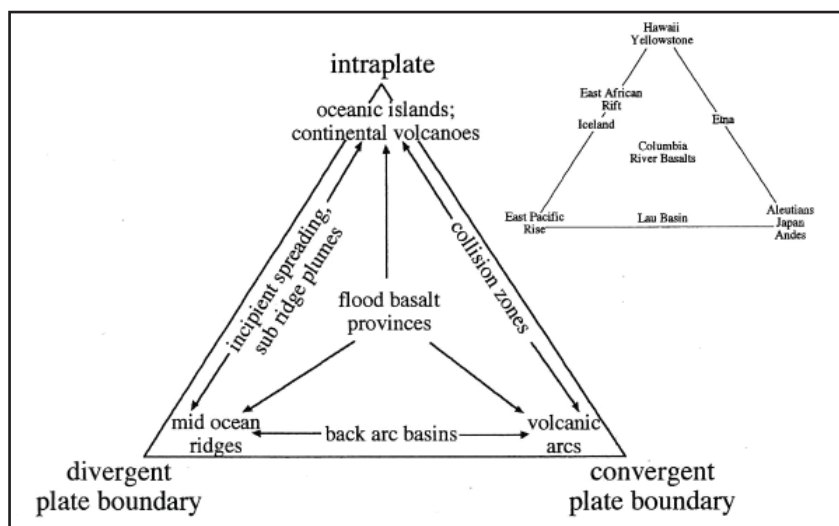 intraplate
oceanic islands;
continental volcanoes
incipient spreading,
sub ridge plumes
collision zones
flood basalt
provinces
mid ocean
ridges
back arc basins
volcanic
arcs
divergent
plate boundary
convergent
plate boundary
Hawaii
Yellowstone
East African
Rift
Iceland
Etna
Columbia
River Basalts
East Pacific
Rise
Lau Basin
Aleutians
Japan
Andes